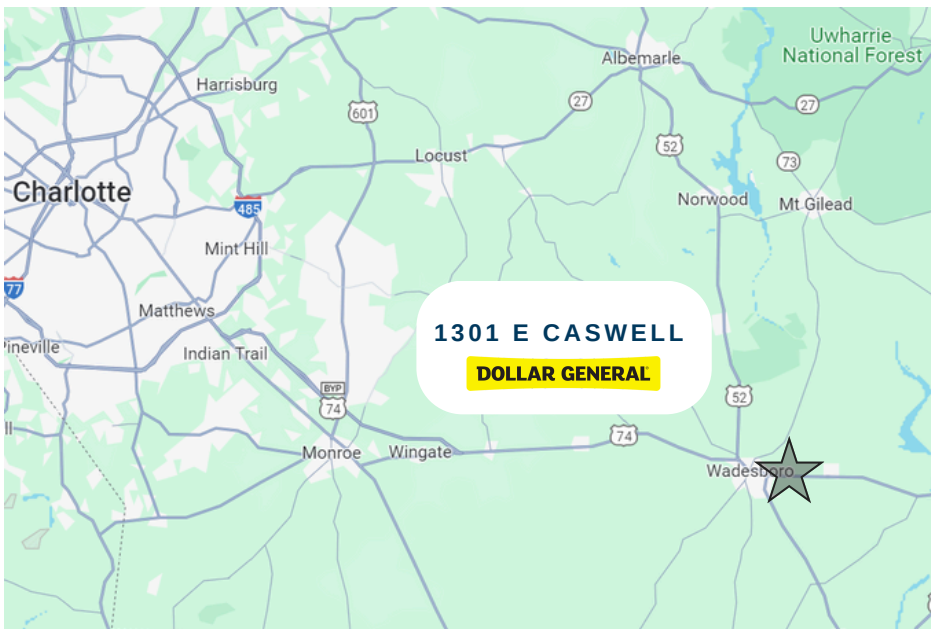 Uwharrie
National Forest
Albemarle
Harrisburg
27
27
601
52
Locust
73
Charlotte
Norwood
Mt Gilead
485
Mint Hill
77
Matthews
1301 E CASWELL
Pineville
Indian Trail
DOLLAR GENERAL
BYP
74
52
ll
74
Monroe
Wingate
Wadesboro